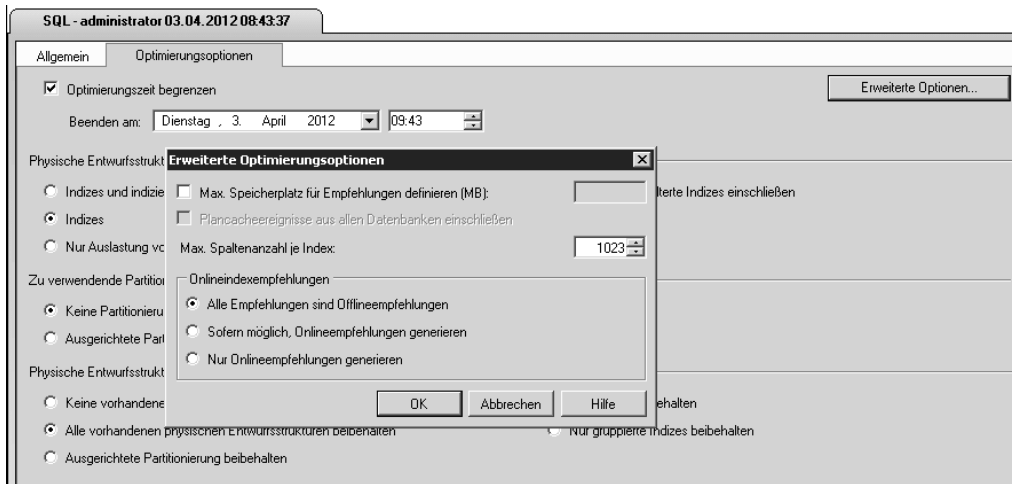 SQL - administrator 03.04.2012 08:43:37
Allgemein Optimierungsoptionen
Optimierungszeit begrenzen
Erweiterte Optionen...
Beenden am: Dienstag , 3. April 2012 09:43
Physische Entwurfsstrukt
Erweiterte Optimierungsoptionen
Indizes und indizie
Max. Speicherplatz für Empfehlungen definieren (MB):
lterte Indizes einschließen
Indizes
Plancacheereignisse aus allen Datenbanken einschließen
Nur Auslastung vo
Max. Spaltenanzahl je Index: 1023
Zu verwendende Partition
Onlineindexempfehlungen
Keine Partitionieru
Alle Empfehlungen sind Offlineempfehlungen
Ausgerichtete Part
Sofern möglich, Onlineempfehlungen generieren
Nur Onlineempfehlungen generieren
Physische Entwurfsstrukt
OK Abbrechen Hilfe
Keine vorhandene
ehalten
Alle vorhandenen physischen Entwurfsstrukturen beibehalten
Nur gruppierte Indizes beibehalten
Ausgerichtete Partitionierung beibehalten